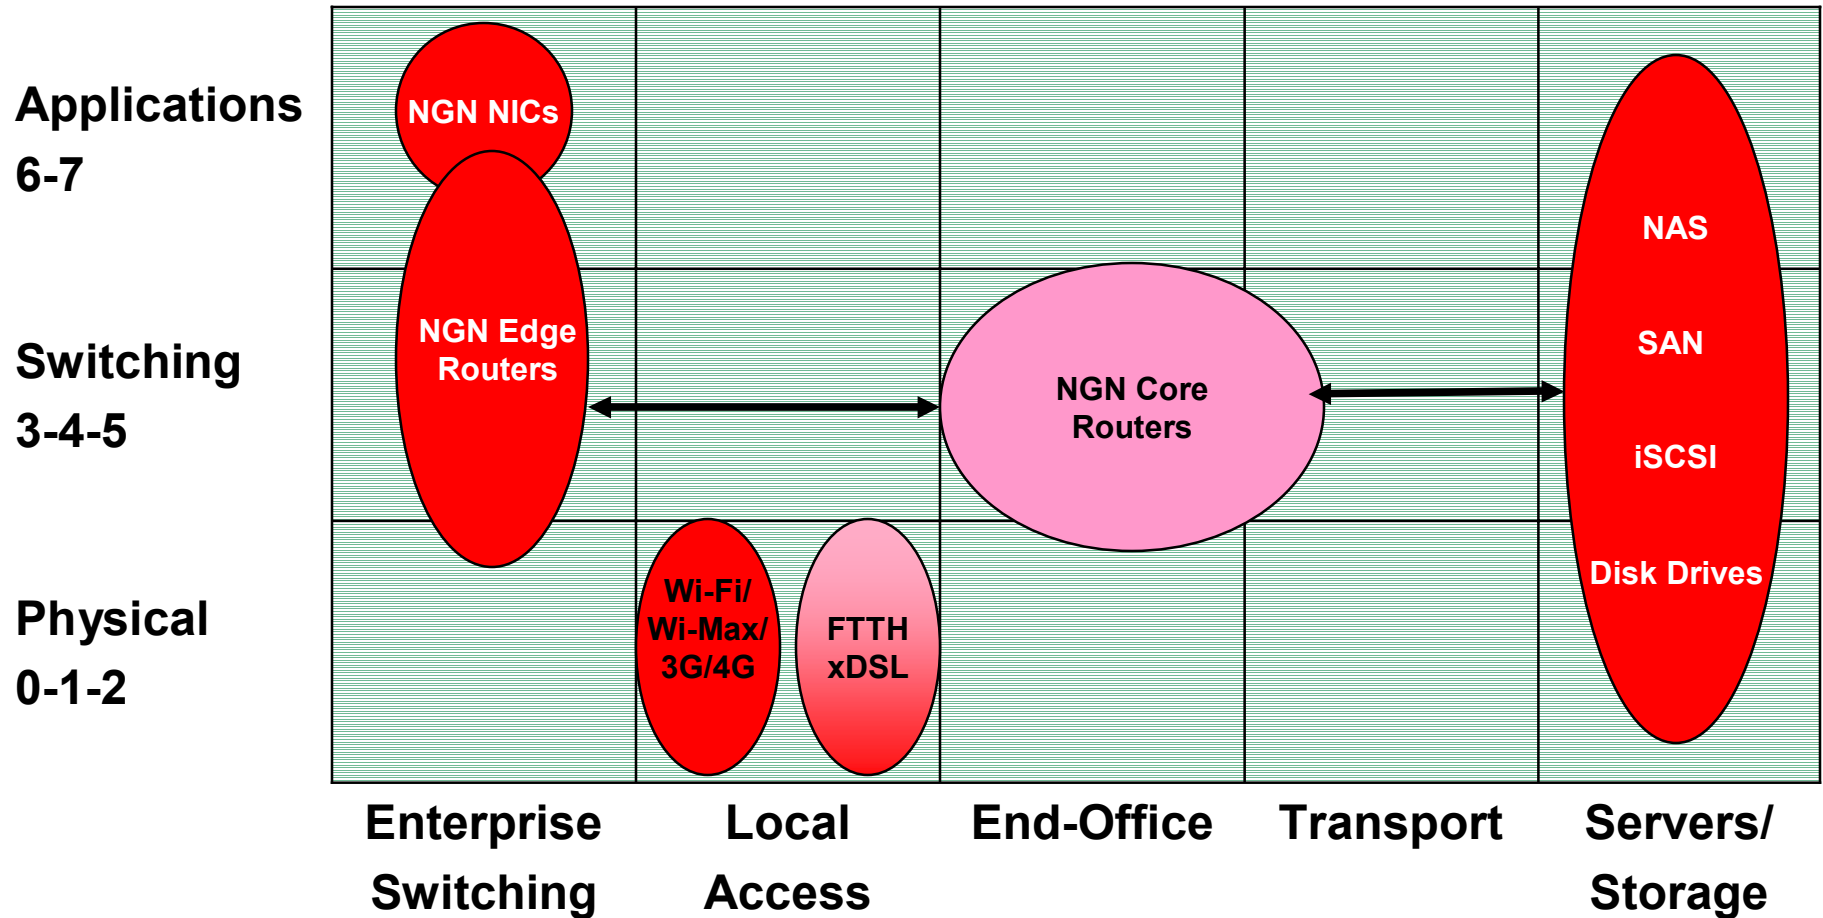 Applications
6-7
Switching
3-4-5
Physical
0-1-2
NGN NICs
NGN Edge
Routers
Wi-Fi/
Wi-Max/
3G/4G
FTTH
xDSL
NGN Core
Routers
NAS
SAN
iSCSI
Disk Drives
Enterprise
Switching
Local
Access
End-Office
Transport
Servers/
Storage